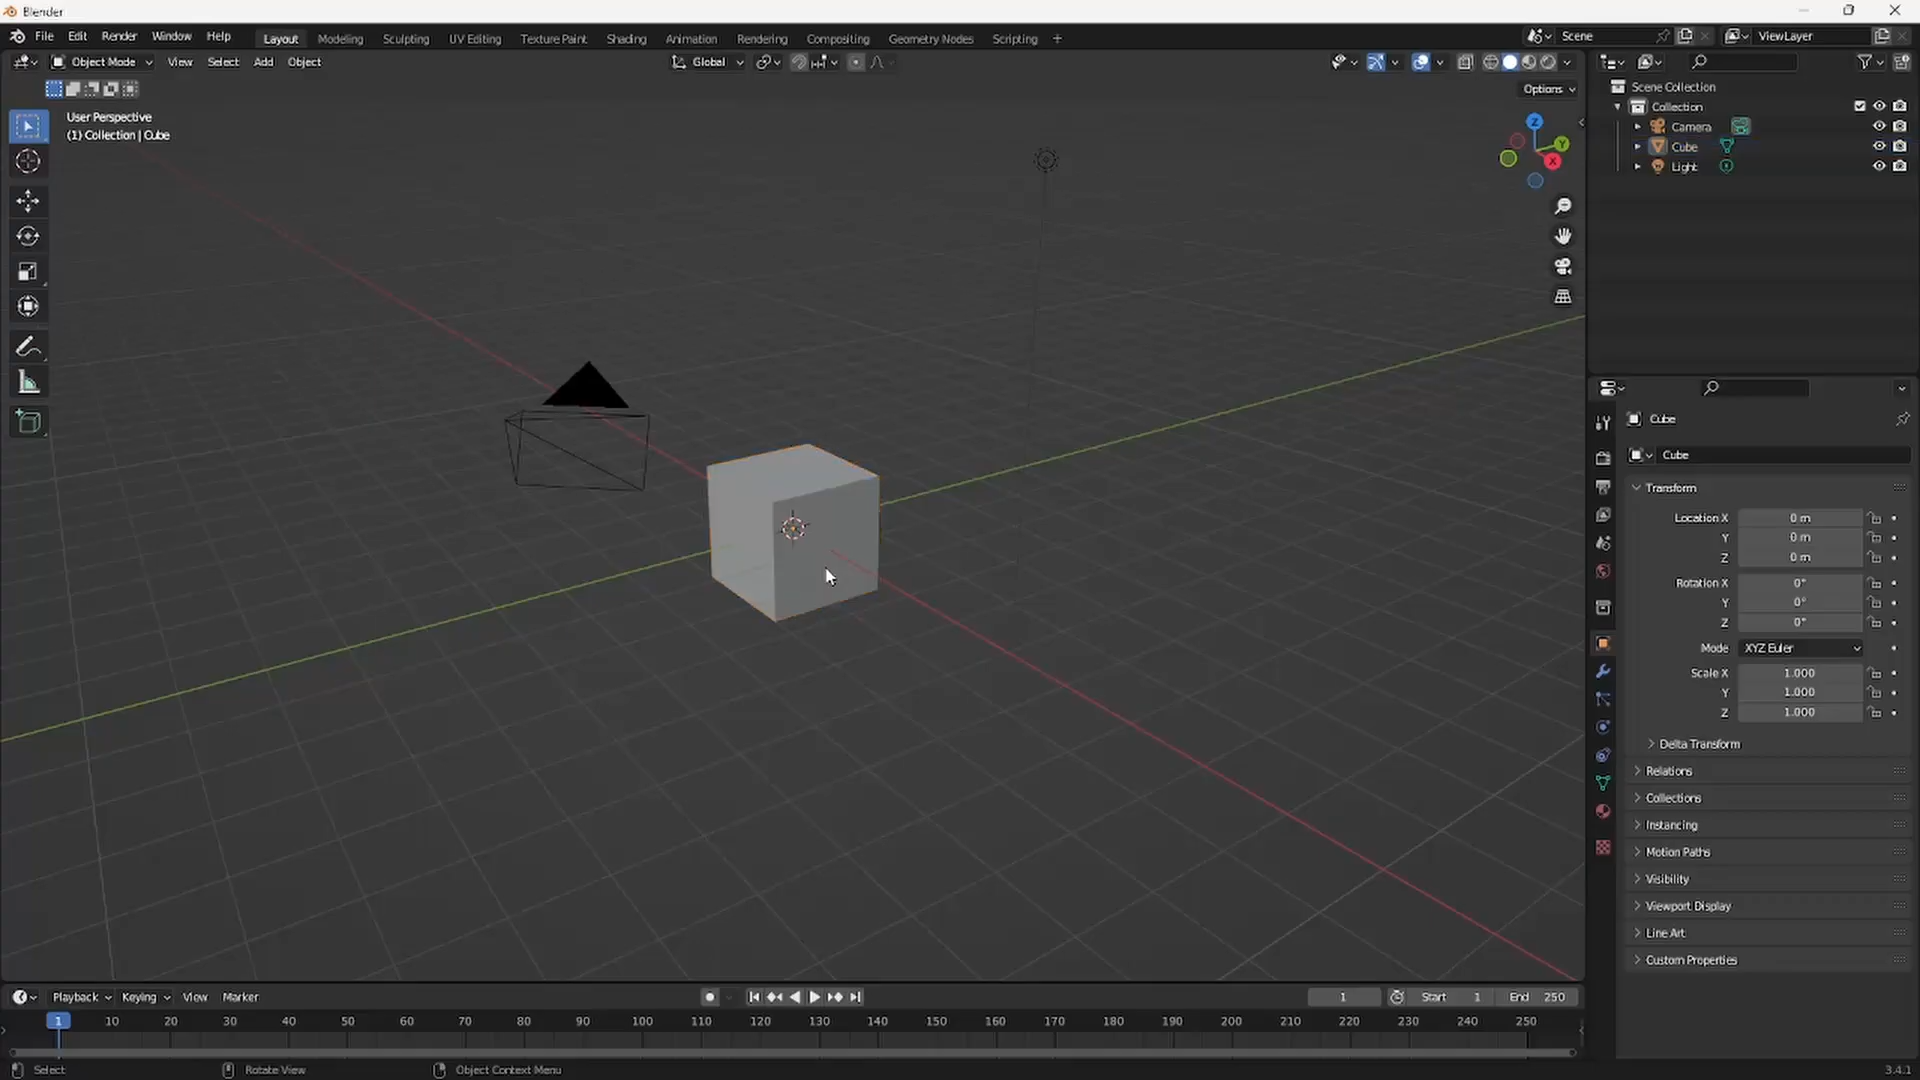 Blender
File Edit Render Window Help Layout Modeling Sculpting UV Editing Texture Paint Shading Animation Rendering Compositing Geometry Nodes Scripting + Scene ViewLayer
Object Mode View Select Add Object Global
Options
User Perspective
(1) Collection | Cube
Z
Y
X
Scene Collection
Collection
Camera
Cube
Light
Cube
Cube
Transform
Location X 0 m
Y 0 m
Z 0 m
Rotation X 0°
Y 0°
Z 0°
Mode XYZ Euler
Scale X 1.000
Y 1.000
Z 1.000
Delta Transform
Relations
Collections
Instancing
Motion Paths
Visibility
Viewport Display
Line Art
Custom Properties
Playback Keying View Marker 1 Start 1 End 250
1 10 20 30 40 50 60 70 80 90 100 110 120 130 140 150 160 170 180 190 200 210 220 230 240 250
Select Rotate View Object Context Menu 3.4.1